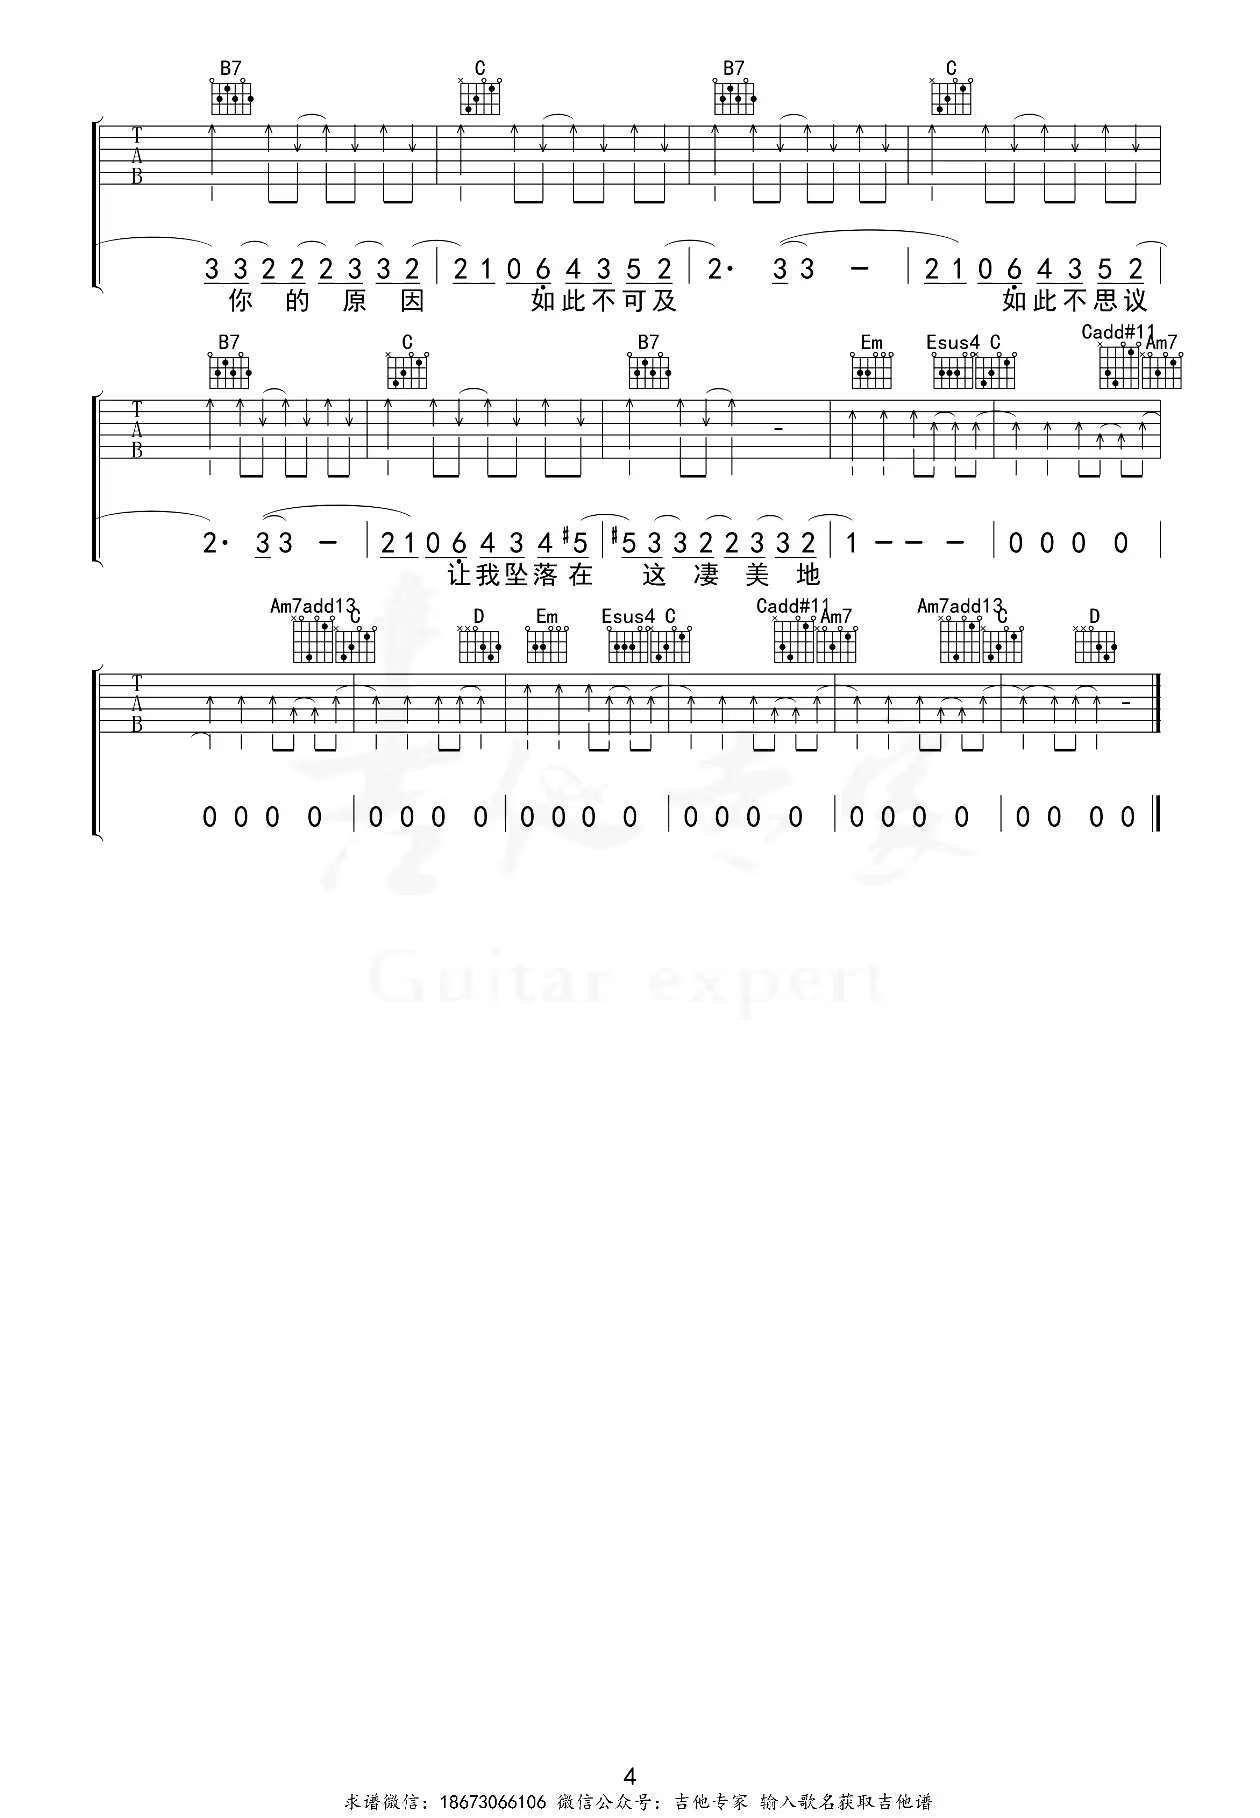 B7 C B7 C
T
A
B
3 3 2 2 2 3 3 2 2 1 0 6 4 3 5 2 2· 3 3 — 2 1 0 6 4 3 5 2
你 的 原 因 如此不可及 如此不思议
B7 C B7 Em Esus4 C Cadd#11 Am7
T
A
B
2· 3 3 — 2 1 0 6 4 3 4 #5 #5 3 3 2 2 3 3 2 1 — — — 0 0 0 0
让我坠落在 这 凄 美 地
Am7add13 C D Em Esus4 C Cadd#11 Am7 Am7add13 C D
T
A
B
0 0 0 0 0 0 0 0 0 0 0 0 0 0 0 0 0 0 0 0 0 0 0 0
吉他专家
Guitar expert
4
求谱微信：18673066106 微信公众号：吉他专家 输入歌名获取吉他谱